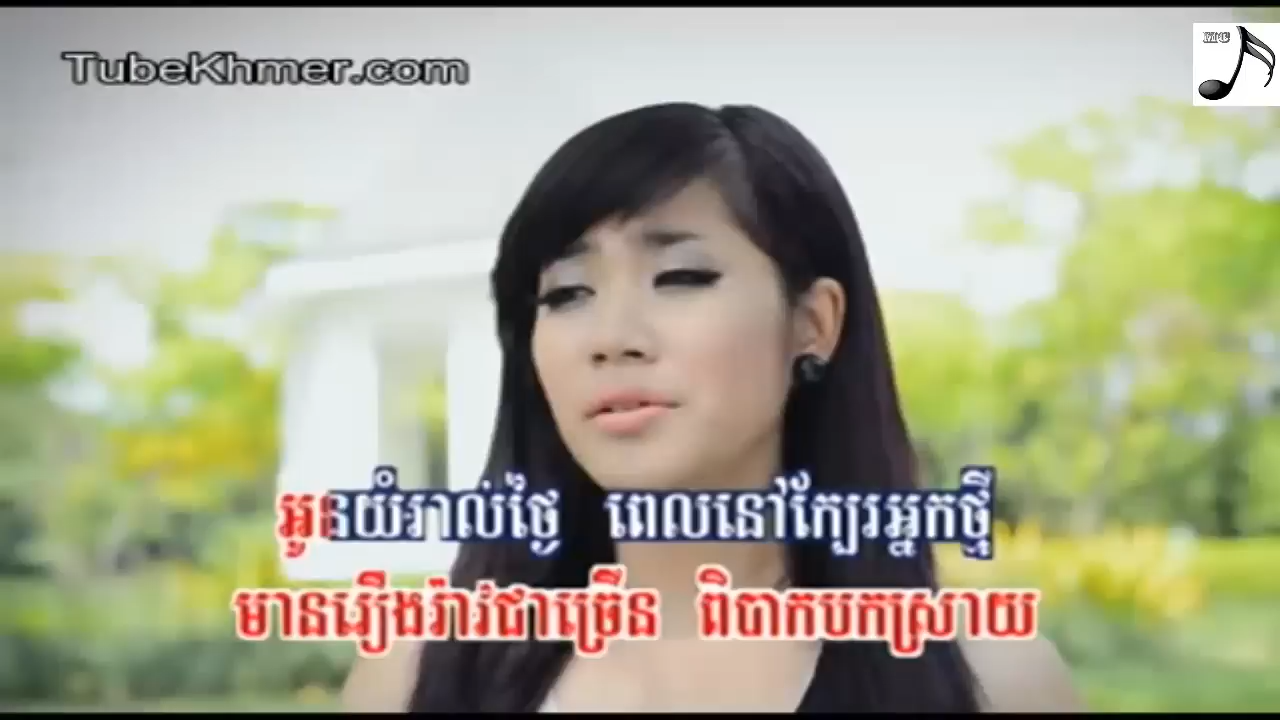 TubeKhmer.com
MNC
អូនយំរាល់ថ្ងៃ ពេលនៅក្បែរអ្នកថ្មី
មានរឿងរ៉ាវជាច្រើន ពិបាកបកស្រាយ